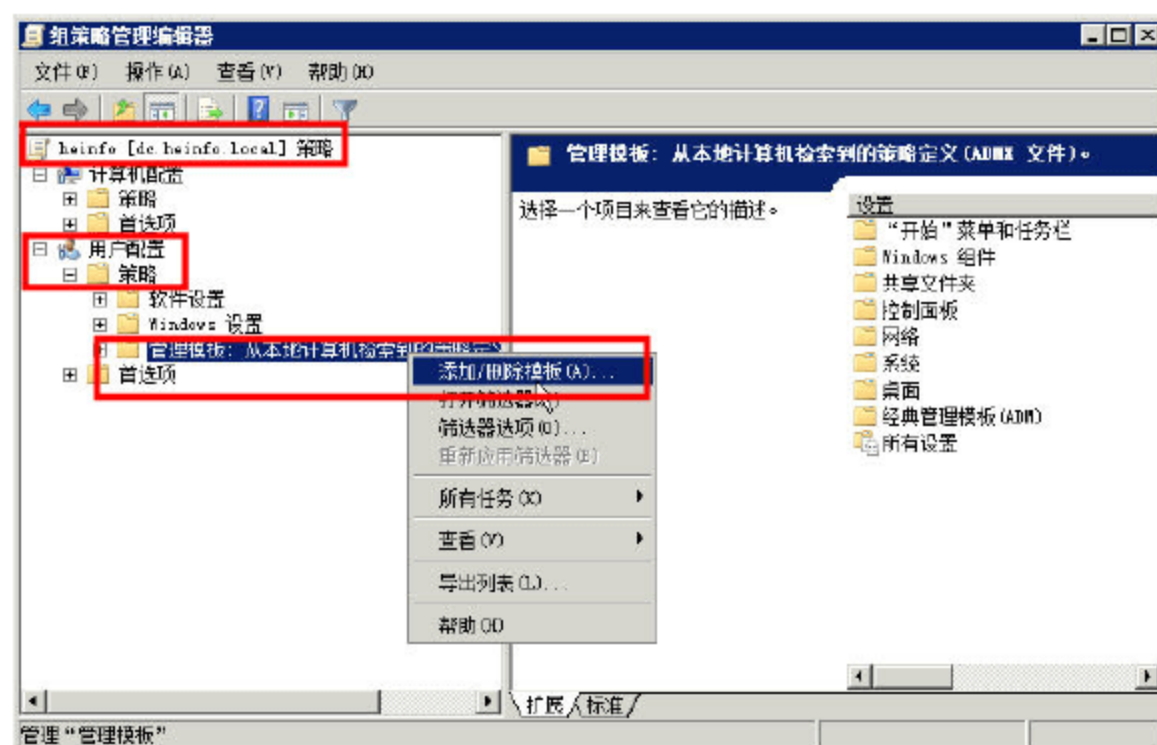 组策略管理编辑器
文件(F) 操作(A) 查看(V) 帮助(H)
heinfo [dc.heinfo.local] 策略
计算机配置
策略
首选项
用户配置
策略
软件设置
Windows 设置
管理模板: 从本地计算机检索到的策略定义
首选项
添加/删除模板(A)...
打开筛选器
筛选器选项(O)...
重新应用筛选器(E)
所有任务(K)
查看(V)
导出列表(L)...
帮助(H)
管理模板: 从本地计算机检索到的策略定义(ADMX 文件)。
选择一个项目来查看它的描述。
设置
“开始”菜单和任务栏
Windows 组件
共享文件夹
控制面板
网络
系统
桌面
经典管理模板(ADM)
所有设置
扩展 标准
管理“管理模板”